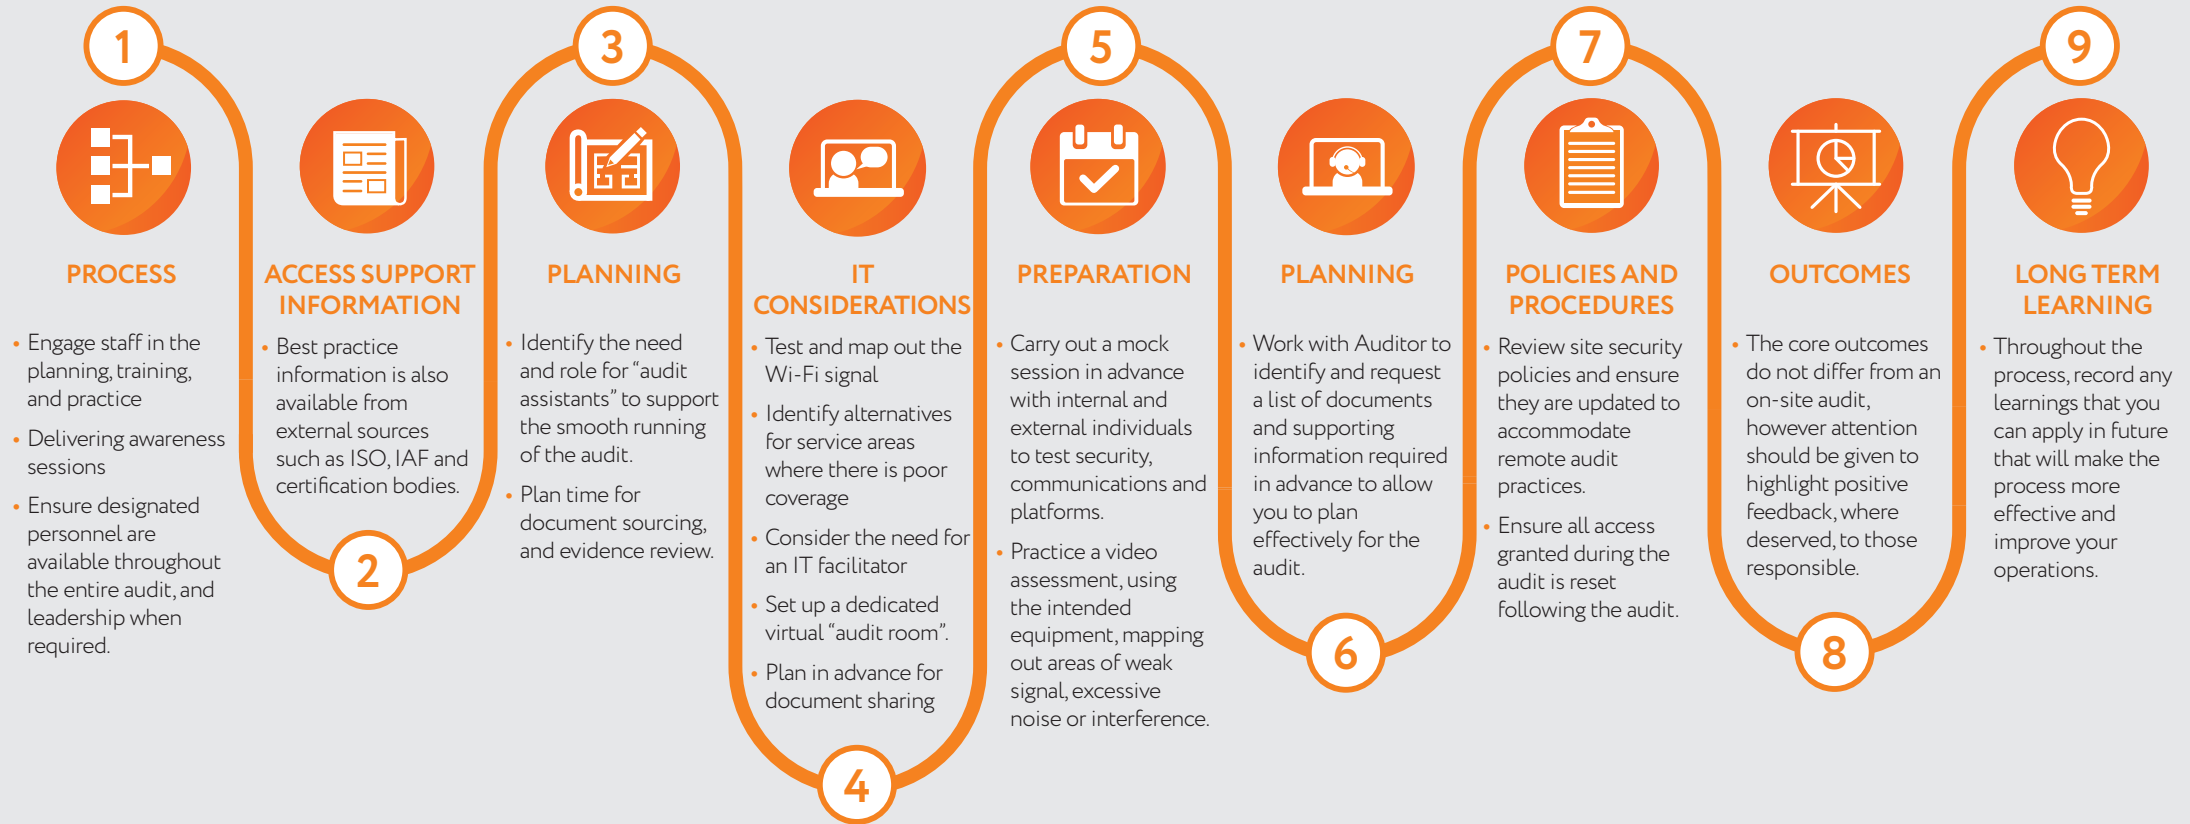 1
PROCESS
• Engage staff in the
planning, training,
and practice
• Delivering awareness
sessions
• Ensure designated
personnel are
available throughout
the entire audit, and
leadership when
required.
ACCESS SUPPORT
INFORMATION
• Best practice
information is also
available from
external sources
such as ISO, IAF and
certification bodies.
2
3
PLANNING
• Identify the need
and role for “audit
assistants” to support
the smooth running
of the audit.
• Plan time for
document sourcing,
and evidence review.
IT
CONSIDERATIONS
• Test and map out the
Wi-Fi signal
• Identify alternatives
for service areas
where there is poor
coverage
• Consider the need for
an IT facilitator
• Set up a dedicated
virtual “audit room”.
• Plan in advance for
document sharing
4
5
PREPARATION
• Carry out a mock
session in advance
with internal and
external individuals
to test security,
communications and
platforms.
• Practice a video
assessment, using
the intended
equipment, mapping
out areas of weak
signal, excessive
noise or interference.
PLANNING
• Work with Auditor to
identify and request
a list of documents
and supporting
information required
in advance to allow
you to plan
effectively for the
audit.
6
7
POLICIES AND
PROCEDURES
• Review site security
policies and ensure
they are updated to
accommodate
remote audit
practices.
• Ensure all access
granted during the
audit is reset
following the audit.
OUTCOMES
• The core outcomes
do not differ from an
on-site audit,
however attention
should be given to
highlight positive
feedback, where
deserved, to those
responsible.
8
9
LONG TERM
LEARNING
• Throughout the
process, record any
learnings that you
can apply in future
that will make the
process more
effective and
improve your
operations.